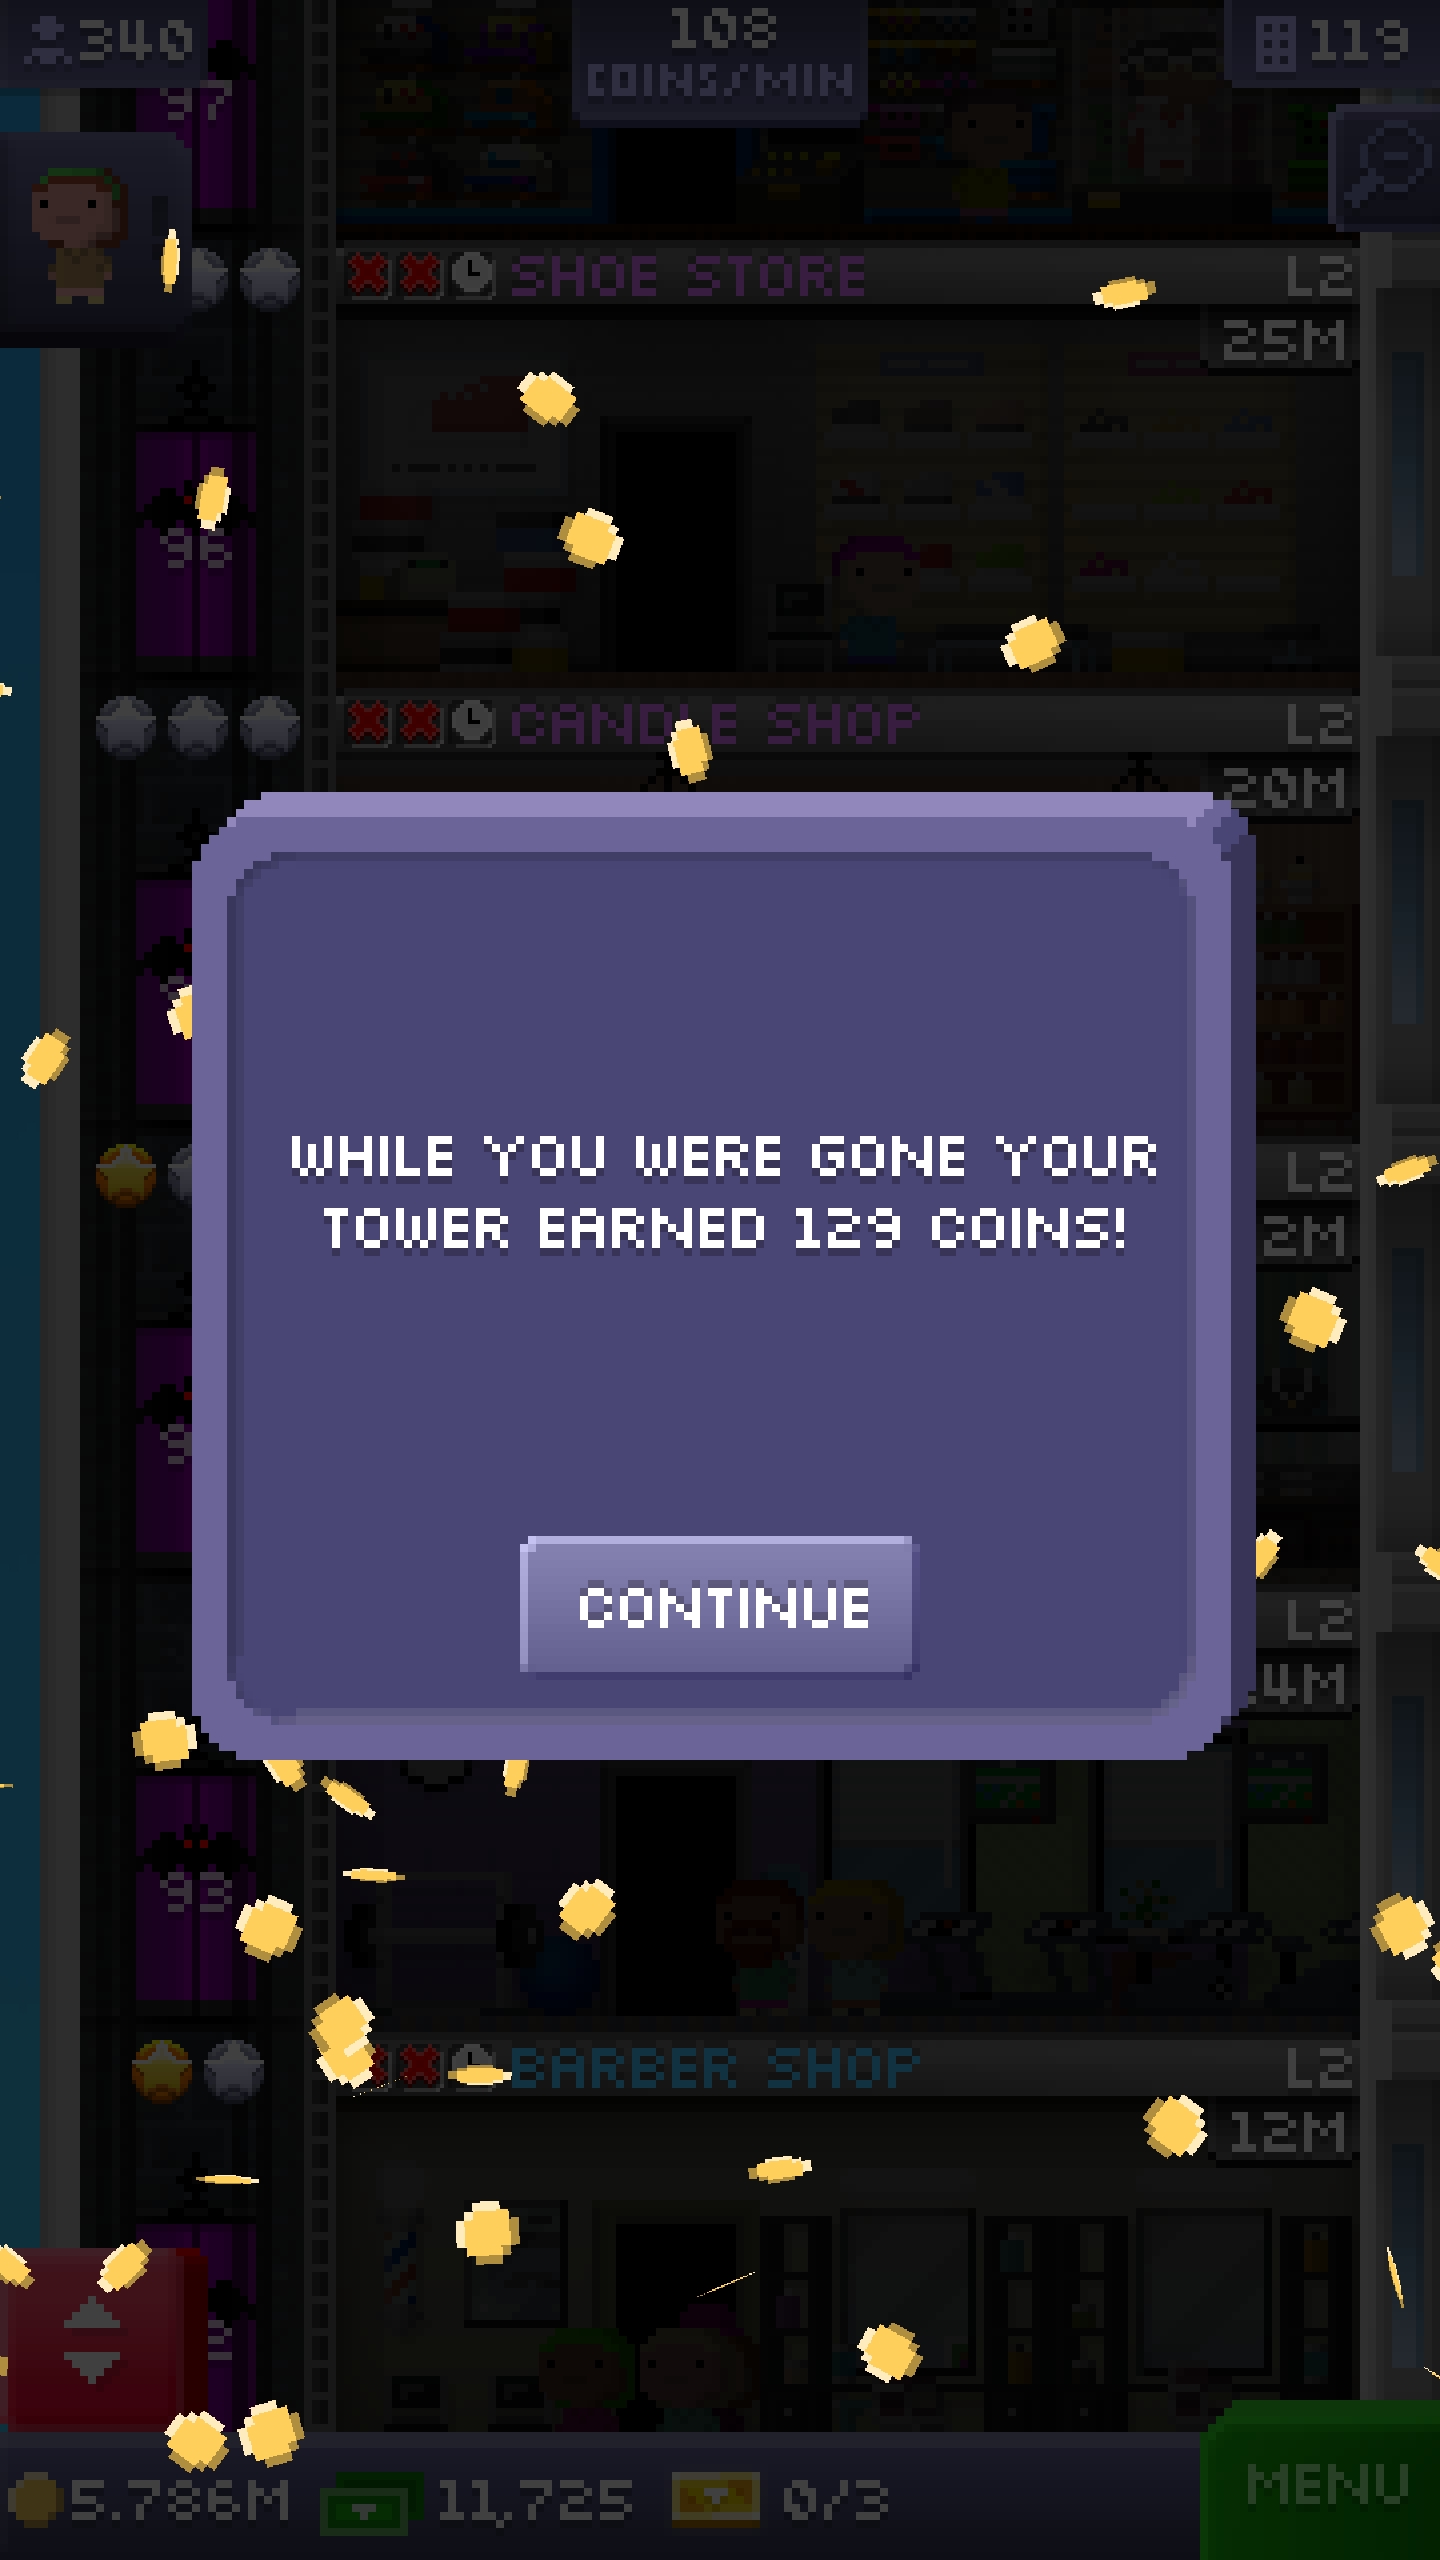 340
108
COINS/MIN
119
97
SHOE STORE
L2
25M
96
CANDLE SHOP
L2
20M
WHILE YOU WERE GONE YOUR
TOWER EARNED 129 COINS!
L2
2M
CONTINUE
L2
4M
93
BARBER SHOP
L2
12M
5.786M
11,725
0/3
MENU